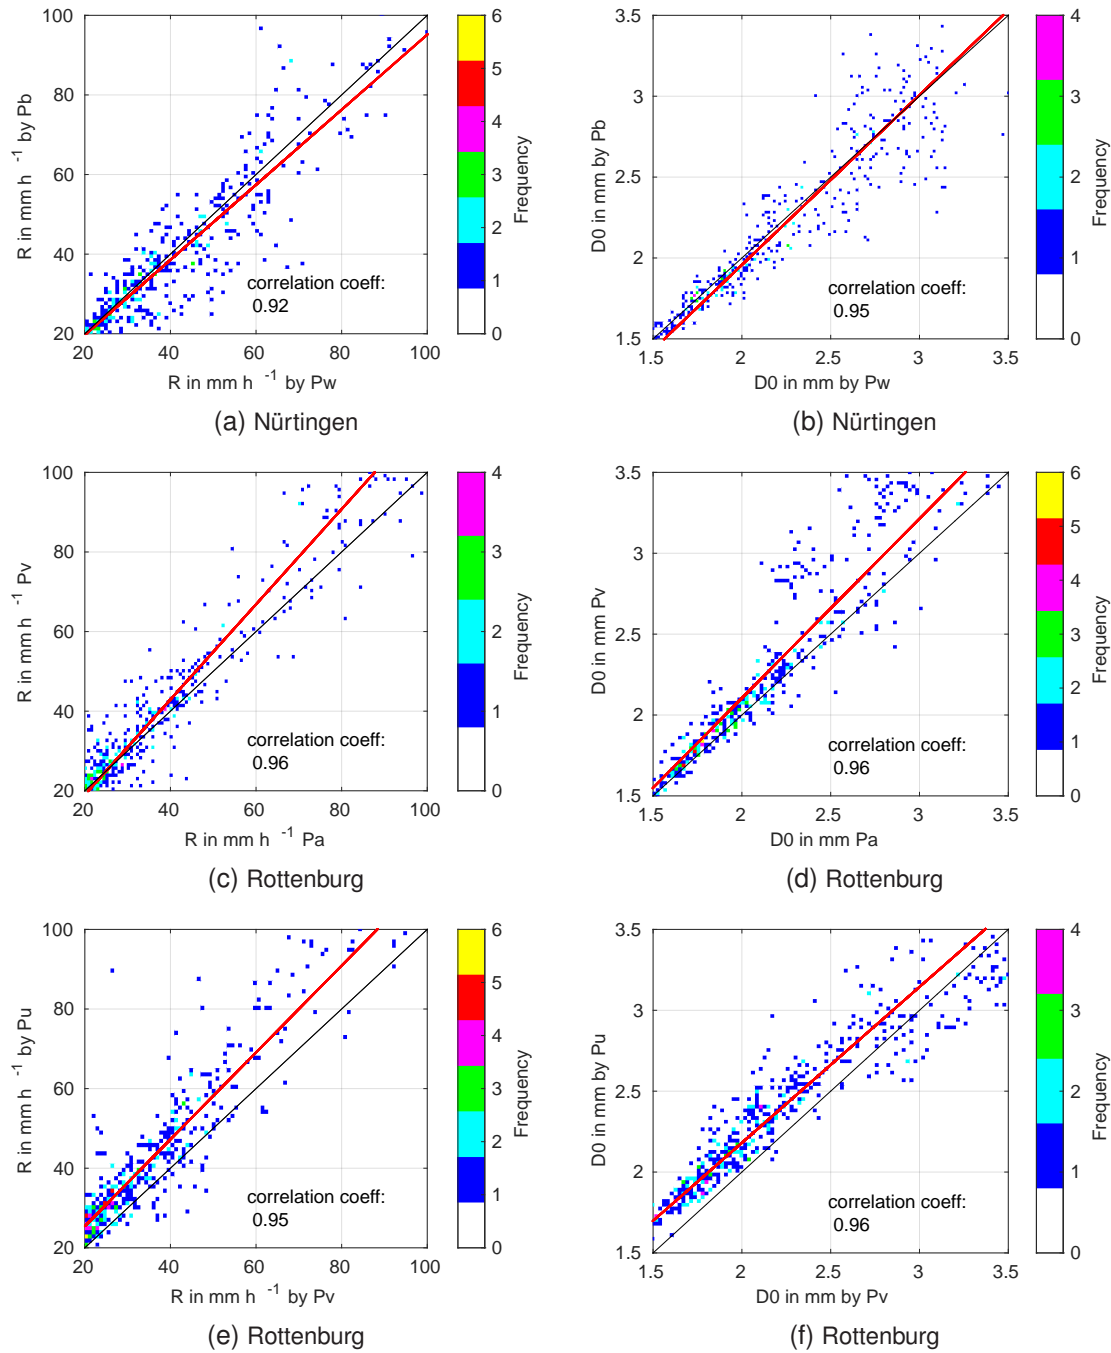 100
80
60
40
20
R in mm h⁻¹ by Pb
20 40 60 80 100
R in mm h⁻¹ by Pw
correlation coeff:
0.92
6
5
4
3
2
1
0
Frequency
(a) Nürtingen
3.5
3
2.5
2
1.5
D0 in mm by Pb
1.5 2 2.5 3 3.5
D0 in mm by Pw
correlation coeff:
0.95
4
3
2
1
0
Frequency
(b) Nürtingen
100
80
60
40
20
R in mm h⁻¹ Pv
20 40 60 80 100
R in mm h⁻¹ Pa
correlation coeff:
0.96
4
3
2
1
0
Frequency
(c) Rottenburg
3.5
3
2.5
2
1.5
D0 in mm Pv
1.5 2 2.5 3 3.5
D0 in mm Pa
correlation coeff:
0.96
6
5
4
3
2
1
0
Frequency
(d) Rottenburg
100
80
60
40
20
R in mm h⁻¹ by Pu
20 40 60 80 100
R in mm h⁻¹ by Pv
correlation coeff:
0.95
6
5
4
3
2
1
0
Frequency
(e) Rottenburg
3.5
3
2.5
2
1.5
D0 in mm by Pu
1.5 2 2.5 3 3.5
D0 in mm by Pv
correlation coeff:
0.96
4
3
2
1
0
Frequency
(f) Rottenburg